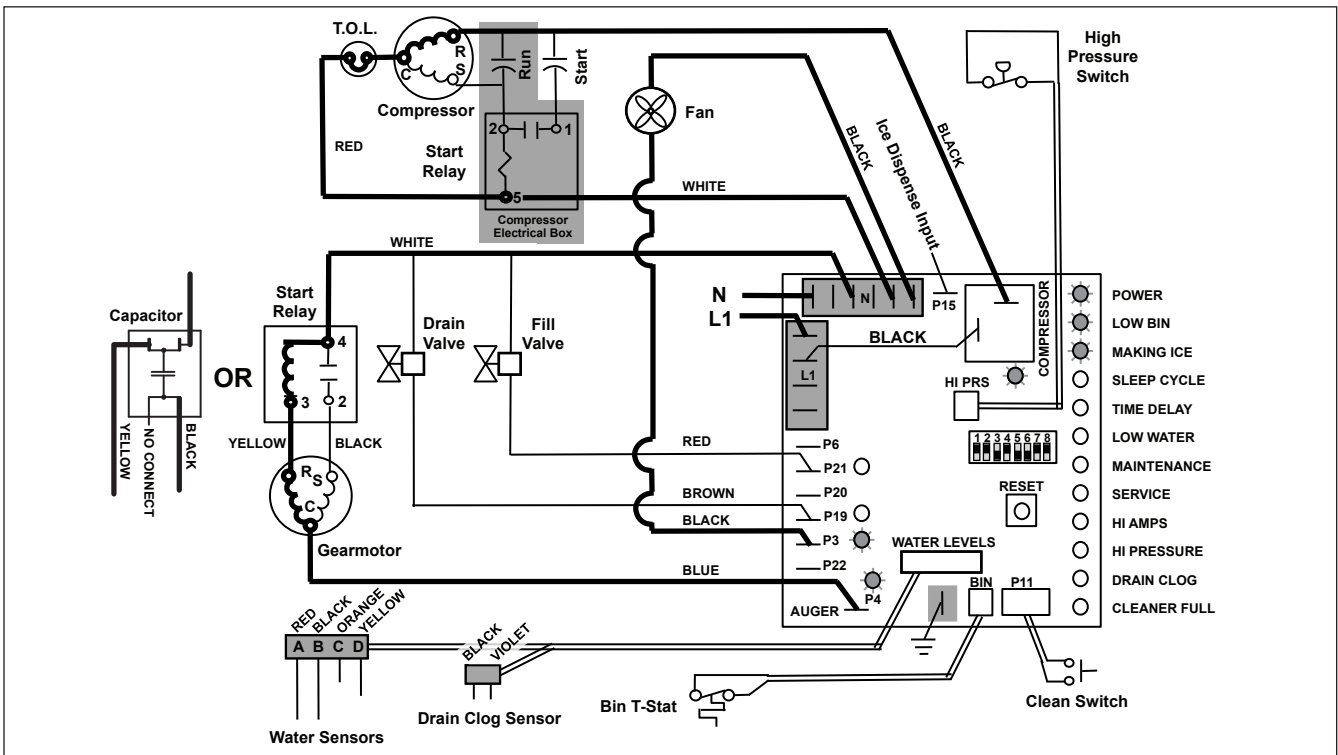 T.O.L.
R
S
C
Compressor
Run
Start
2
1
Start
Relay
5
Compressor
Electrical Box
RED
WHITE
Fan
BLACK
Ice Dispense Input
BLACK
High
Pressure
Switch
WHITE
Capacitor
YELLOW
NO CONNECT
BLACK
OR
Start
Relay
4
3
2
YELLOW
BLACK
R
S
C
Gearmotor
Drain
Valve
Fill
Valve
N
L1
N
P15
L1
BLACK
COMPRESSOR
HI PRS
POWER
LOW BIN
MAKING ICE
SLEEP CYCLE
TIME DELAY
LOW WATER
MAINTENANCE
SERVICE
HI AMPS
HI PRESSURE
DRAIN CLOG
CLEANER FULL
1 2 3 4 5 6 7 8
RESET
RED
P6
P21
P20
BROWN
P19
BLACK
P3
P22
BLUE
P4
AUGER
WATER LEVELS
BIN
P11
RED
BLACK
ORANGE
YELLOW
A B C D
Water Sensors
BLACK
VIOLET
Drain Clog Sensor
Bin T-Stat
Clean Switch